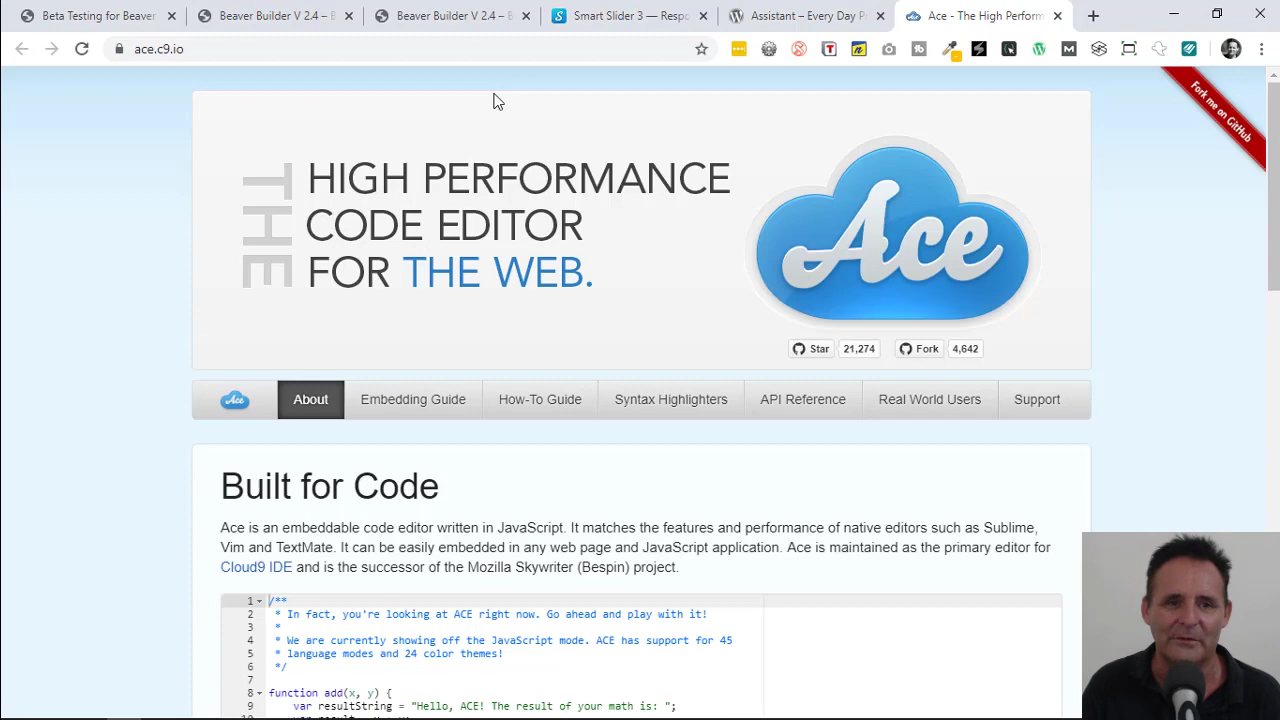 Beta Testing for Beaver
Beaver Builder V 2.4 – B
Beaver Builder V 2.4 – B
Smart Slider 3 — Respo
Assistant – Every Day P
Ace - The High Perform
ace.c9.io
Fork me on GitHub
THE
HIGH PERFORMANCE
CODE EDITOR
FOR THE WEB.
Ace
Star 21,274 Fork 4,642
Ace About Embedding Guide How-To Guide Syntax Highlighters API Reference Real World Users Support
Built for Code
Ace is an embeddable code editor written in JavaScript. It matches the features and performance of native editors such as Sublime,
Vim and TextMate. It can be easily embedded in any web page and JavaScript application. Ace is maintained as the primary editor for
Cloud9 IDE and is the successor of the Mozilla Skywriter (Bespin) project.
1 /**
2 * In fact, you're looking at ACE right now. Go ahead and play with it!
3 *
4 * We are currently showing off the JavaScript mode. ACE has support for 45
5 * language modes and 24 color themes!
6 */
7
8 function add(x, y) {
9 var resultString = "Hello, ACE! The result of your math is: ";